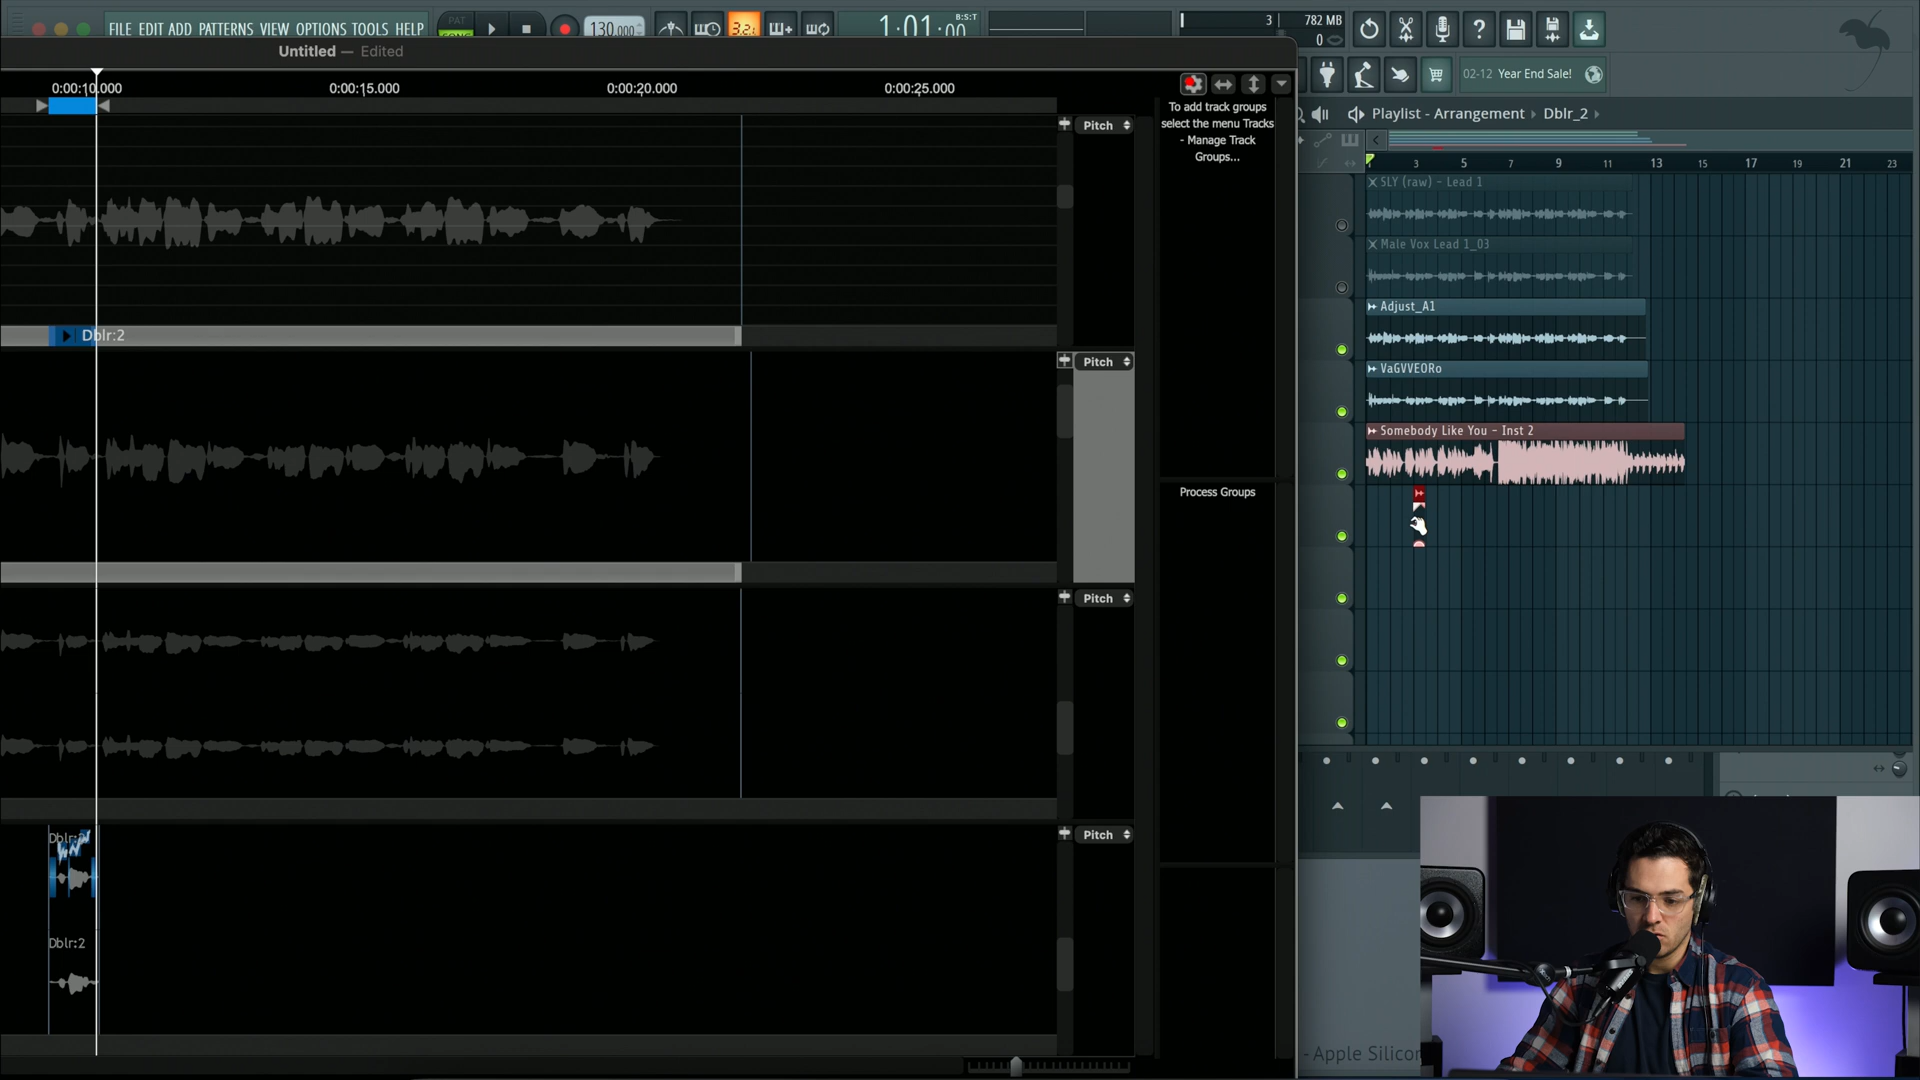 PAT
FILE EDIT ADD PATTERNS VIEW OPTIONS TOOLS HELP
130.000
3.2
1:01:00
B:S:T
3
782 MB
0
Untitled — Edited
02-12 Year End Sale!
0:00:10.000
0:00:15.000
0:00:20.000
0:00:25.000
To add track groups
select the menu Tracks
- Manage Track
Groups...
Pitch
Playlist - Arrangement
Dblr_2
3
5
7
9
11
13
15
17
19
21
23
SLY (raw) - Lead 1
Male Vox Lead 1_03
Adjust_A1
Dblr:2
Pitch
VaGVVEORo
Somebody Like You - Inst 2
Process Groups
Pitch
Pitch
Dblr:2
Dblr:2
- Apple Silicon